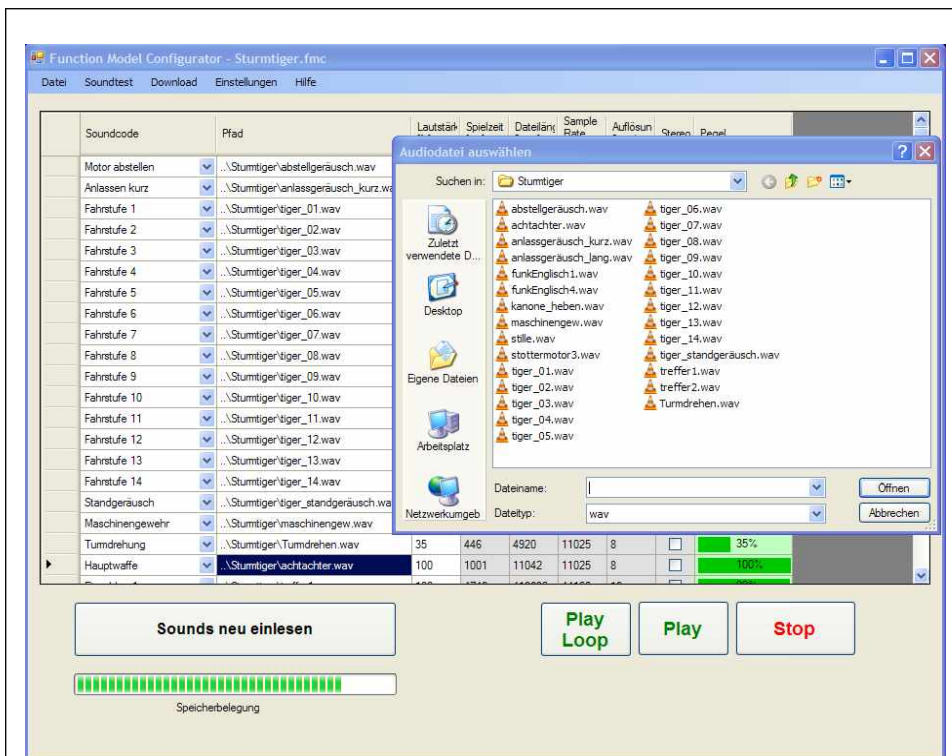 Function Model Configurator - Sturmtiger.fmc
Datei Soundtest Download Einstellungen Hilfe
Soundcode Pfad Lautstärk Spielzeit Dateiläng Sample Rate Auflösun Stereo Pegel
Motor abstellen ..\Sturmtiger\abstellgeräusch.wav
Anlassen kurz ..\Sturmtiger\anlassgeräusch_kurz.wa
Fahrstufe 1 ..\Sturmtiger\tiger_01.wav
Fahrstufe 2 ..\Sturmtiger\tiger_02.wav
Fahrstufe 3 ..\Sturmtiger\tiger_03.wav
Fahrstufe 4 ..\Sturmtiger\tiger_04.wav
Fahrstufe 5 ..\Sturmtiger\tiger_05.wav
Fahrstufe 6 ..\Sturmtiger\tiger_06.wav
Fahrstufe 7 ..\Sturmtiger\tiger_07.wav
Fahrstufe 8 ..\Sturmtiger\tiger_08.wav
Fahrstufe 9 ..\Sturmtiger\tiger_09.wav
Fahrstufe 10 ..\Sturmtiger\tiger_10.wav
Fahrstufe 11 ..\Sturmtiger\tiger_11.wav
Fahrstufe 12 ..\Sturmtiger\tiger_12.wav
Fahrstufe 13 ..\Sturmtiger\tiger_13.wav
Fahrstufe 14 ..\Sturmtiger\tiger_14.wav
Standgeräusch ..\Sturmtiger\tiger_standgeräusch.wa
Maschinengewehr ..\Sturmtiger\maschinengew.wav
Turmdrehung ..\Sturmtiger\Turmdrehen.wav 35 446 4920 11025 8 35%
Hauptwaffe ..\Sturmtiger\achtachter.wav 100 1001 11042 11025 8 100%
Audiodatei auswählen
Suchen in: Sturmtiger
Zuletzt
verwendete D...
Desktop
Eigene Dateien
Arbeitsplatz
Netzwerkumgeb
abstellgeräusch.wav
achtachter.wav
anlassgeräusch_kurz.wav
anlassgeräusch_lang.wav
funkEnglisch1.wav
funkEnglisch4.wav
kanone_heben.wav
maschinengew.wav
stille.wav
stottermotor3.wav
tiger_01.wav
tiger_02.wav
tiger_03.wav
tiger_04.wav
tiger_05.wav
tiger_06.wav
tiger_07.wav
tiger_08.wav
tiger_09.wav
tiger_10.wav
tiger_11.wav
tiger_12.wav
tiger_13.wav
tiger_14.wav
tiger_standgeräusch.wav
treffer1.wav
treffer2.wav
Turmdrehen.wav
Dateiname: Öffnen
Dateityp: wav Abbrechen
Sounds neu einlesen
Play
Loop
Play
Stop
Speicherbelegung